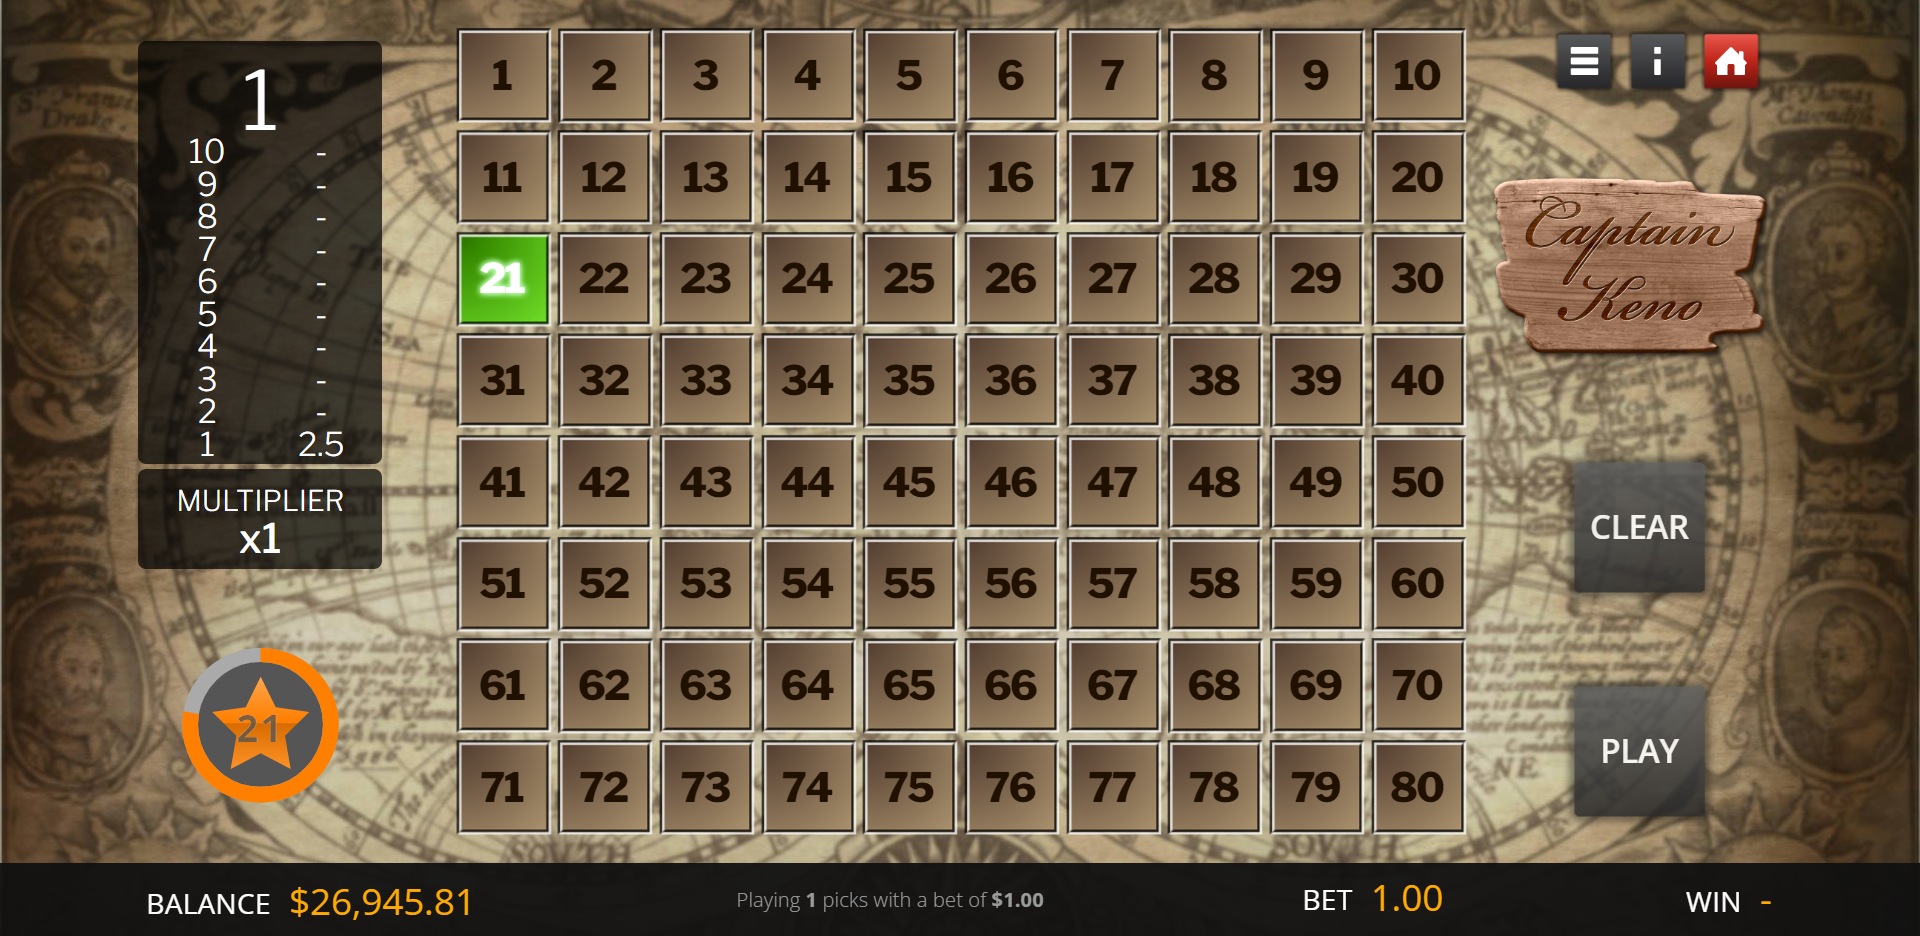 1
10 -
9 -
8 -
7 -
6 -
5 -
4 -
3 -
2 -
1 2.5
MULTIPLIER
x1
21
1 2 3 4 5 6 7 8 9 10
11 12 13 14 15 16 17 18 19 20
21 22 23 24 25 26 27 28 29 30
31 32 33 34 35 36 37 38 39 40
41 42 43 44 45 46 47 48 49 50
51 52 53 54 55 56 57 58 59 60
61 62 63 64 65 66 67 68 69 70
71 72 73 74 75 76 77 78 79 80
i
Captain
Keno
CLEAR
PLAY
THE
SEA
SOUTH
SOUTH
BALANCE $26,945.81
Playing 1 picks with a bet of $1.00
BET 1.00
WIN -